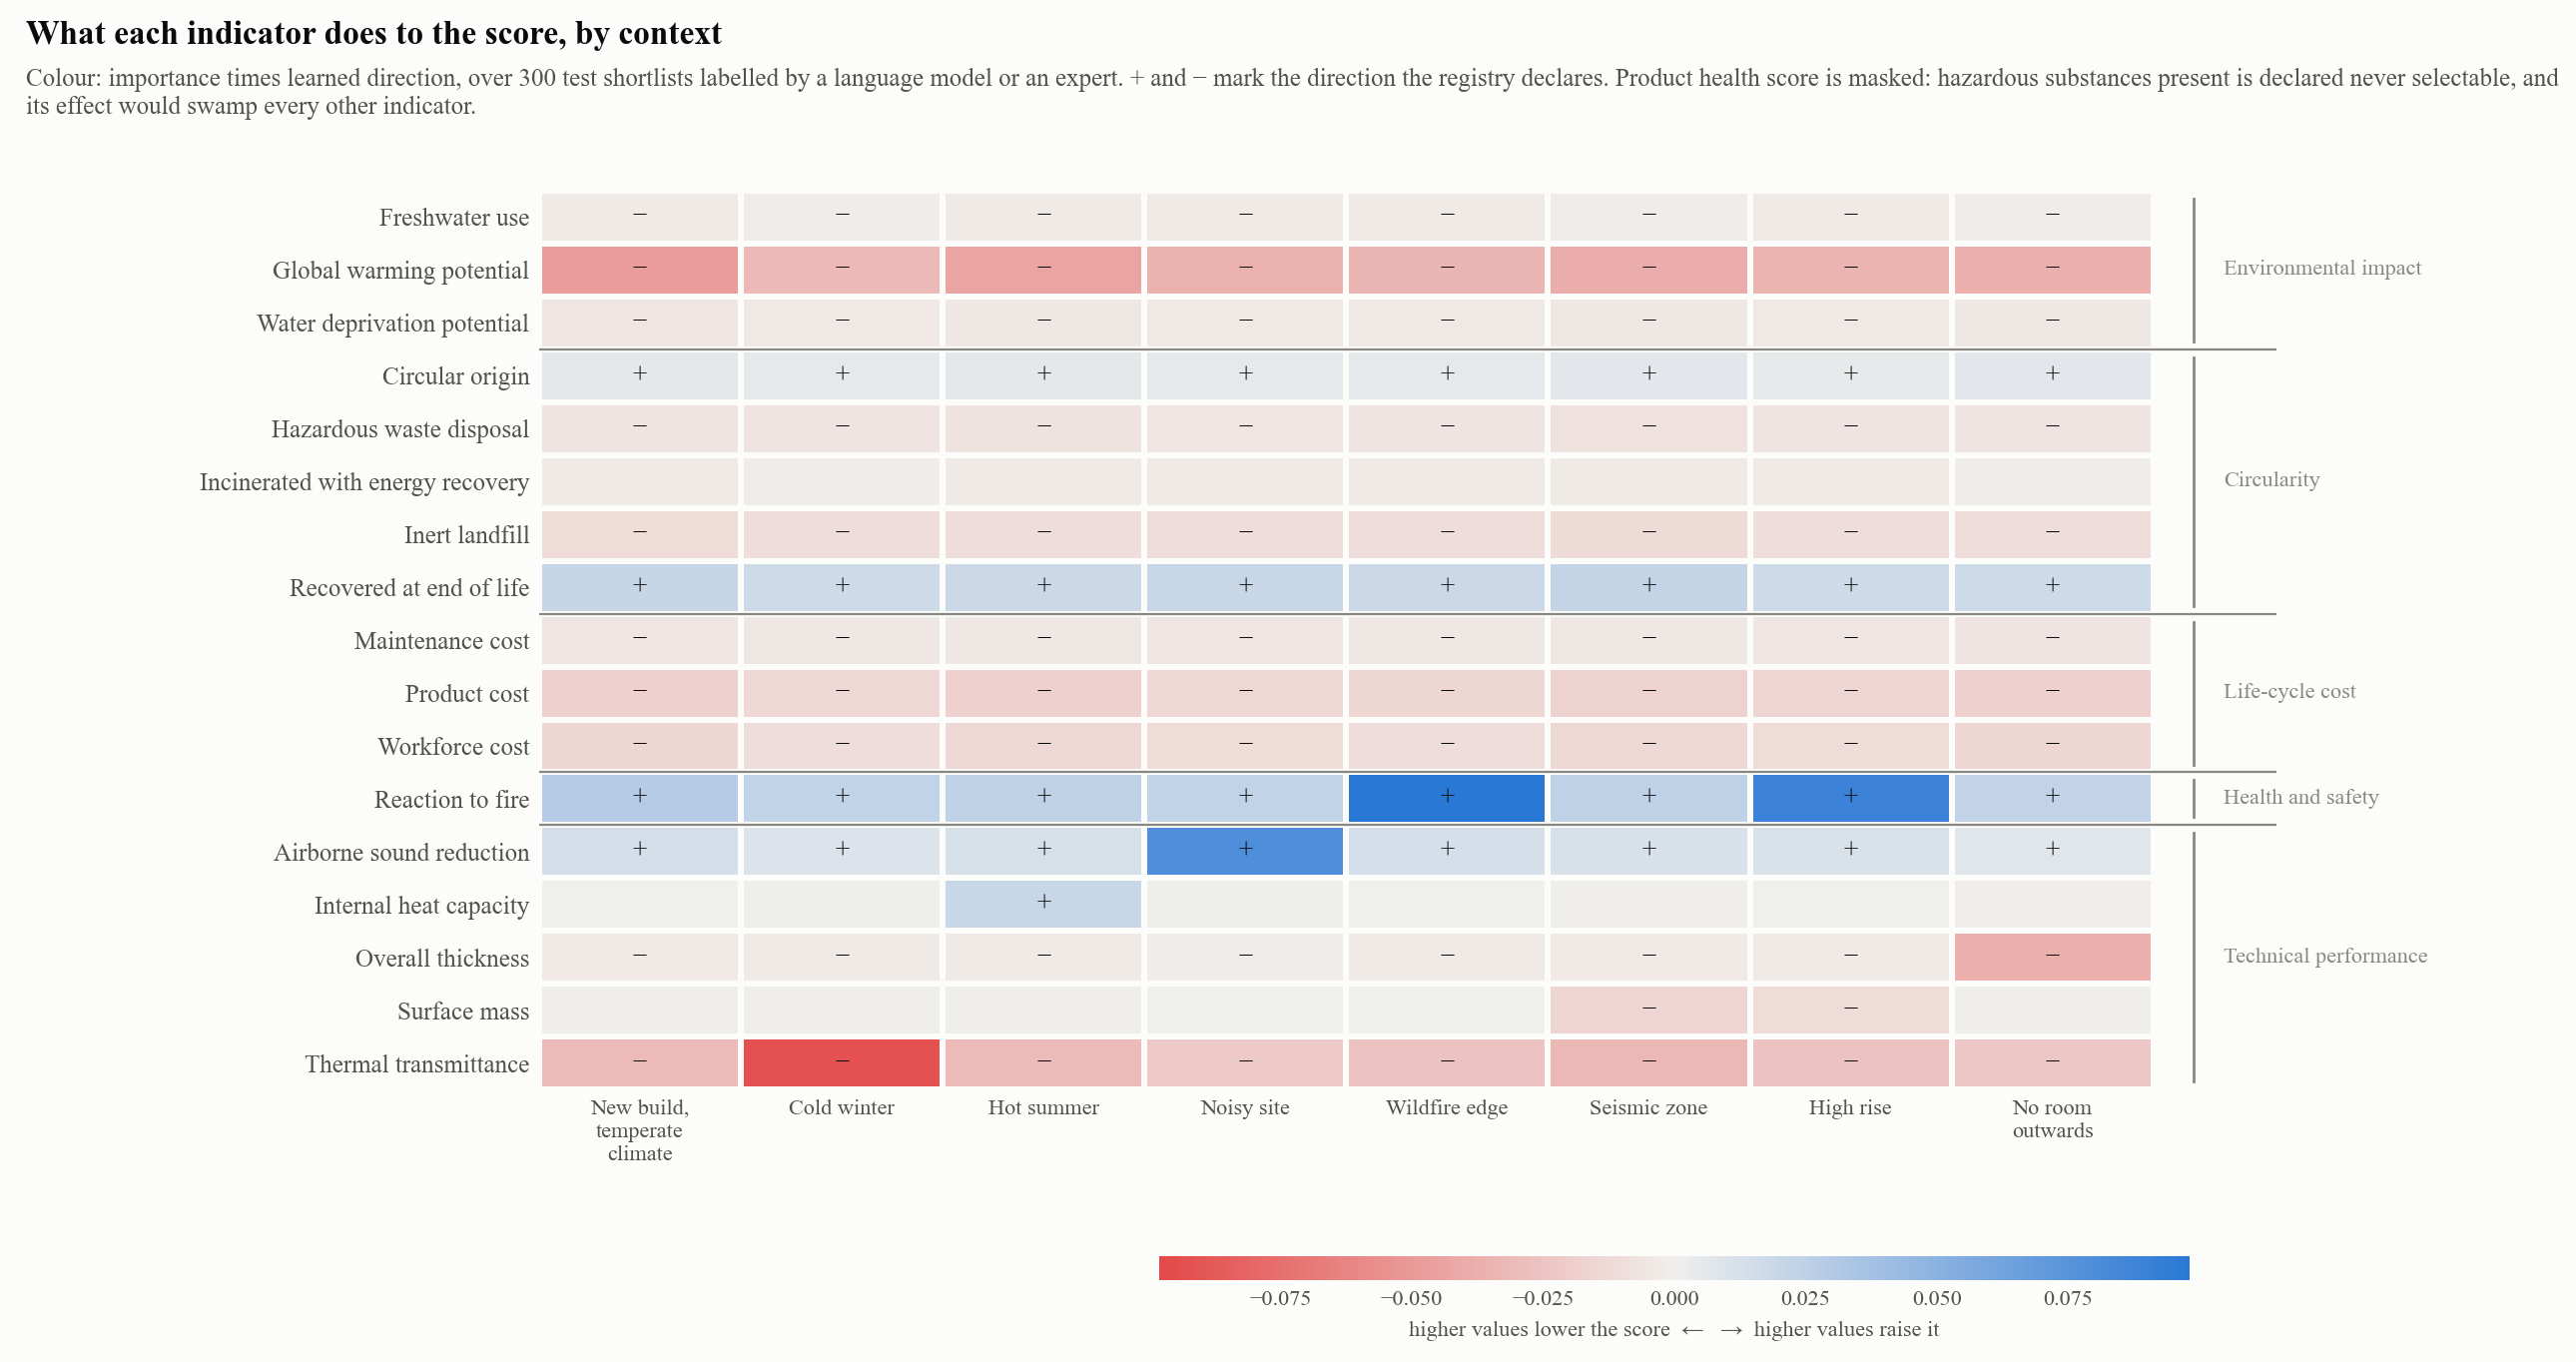 What each indicator does to the score, by context
Colour: importance times learned direction, over 300 test shortlists labelled by a language model or an expert. + and − mark the direction the registry declares. Product health score is masked: hazardous substances present is declared never selectable, and
its effect would swamp every other indicator.
Freshwater use − − − − − − − −
Global warming potential − − − − − − − −
Environmental impact
Water deprivation potential − − − − − − − −
Circular origin + + + + + + + +
Hazardous waste disposal − − − − − − − −
Incinerated with energy recovery
Circularity
Inert landfill − − − − − − − −
Recovered at end of life + + + + + + + +
Maintenance cost − − − − − − − −
Product cost − − − − − − − −
Life-cycle cost
Workforce cost − − − − − − − −
Reaction to fire + + + + + + + +
Health and safety
Airborne sound reduction + + + + + + + +
Internal heat capacity +
Overall thickness − − − − − − − −
Technical performance
Surface mass − −
Thermal transmittance − − − − − − − −
New build,
temperate
climate
Cold winter
Hot summer
Noisy site
Wildfire edge
Seismic zone
High rise
No room
outwards
−0.075 −0.050 −0.025 0.000 0.025 0.050 0.075
higher values lower the score ← → higher values raise it